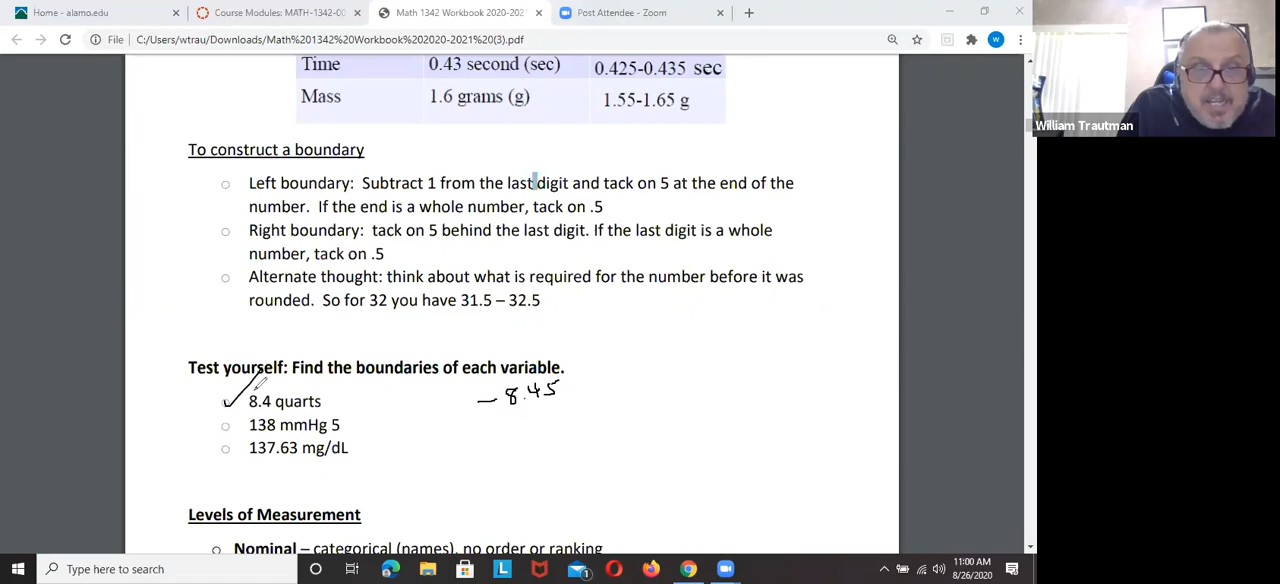 Home - alamo.edu
Course Modules: MATH-1342-00
Math 1342 Workbook 2020-202
Post Attendee - Zoom
File
C:/Users/wtrau/Downloads/Math%201342%20Workbook%202020-2021%20(3).pdf
W
William Trautman
Time 0.43 second (sec) 0.425-0.435 sec
Mass 1.6 grams (g) 1.55-1.65 g
To construct a boundary
Left boundary: Subtract 1 from the last digit and tack on 5 at the end of the
number. If the end is a whole number, tack on .5
Right boundary: tack on 5 behind the last digit. If the last digit is a whole
number, tack on .5
Alternate thought: think about what is required for the number before it was
rounded. So for 32 you have 31.5 – 32.5
Test yourself: Find the boundaries of each variable.
8.4 quarts – 8.45
138 mmHg 5
137.63 mg/dL
Levels of Measurement
Nominal – categorical (names), no order or ranking
Type here to search
L
1
11:00 AM
8/26/2020